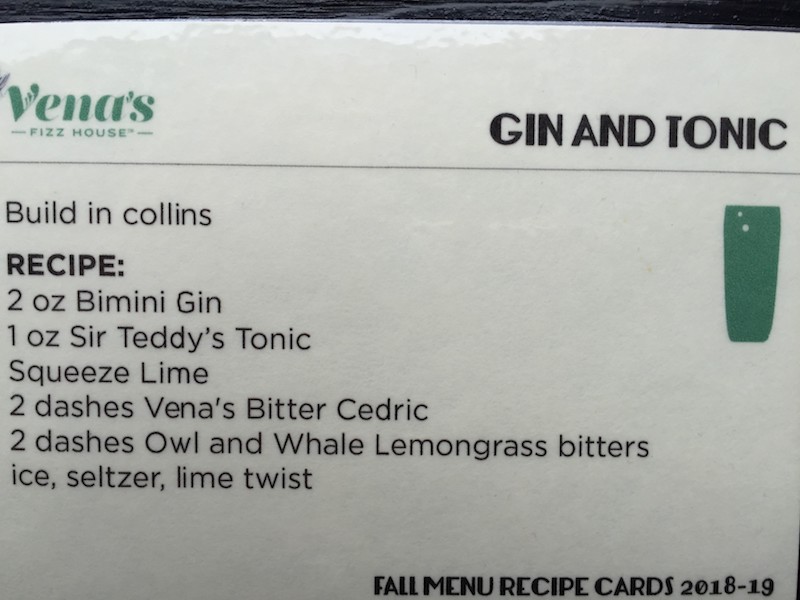 Vena's
FIZZ HOUSE™
GIN AND TONIC
Build in collins
RECIPE:
2 oz Bimini Gin
1 oz Sir Teddy's Tonic
Squeeze Lime
2 dashes Vena's Bitter Cedric
2 dashes Owl and Whale Lemongrass bitters
ice, seltzer, lime twist
FALL MENU RECIPE CARDS 2018-19